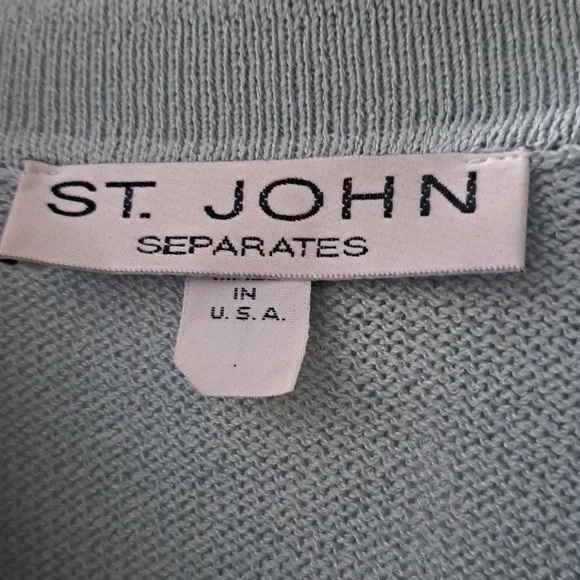 ST. JOHN
SEPARATES
IN
U.S.A.